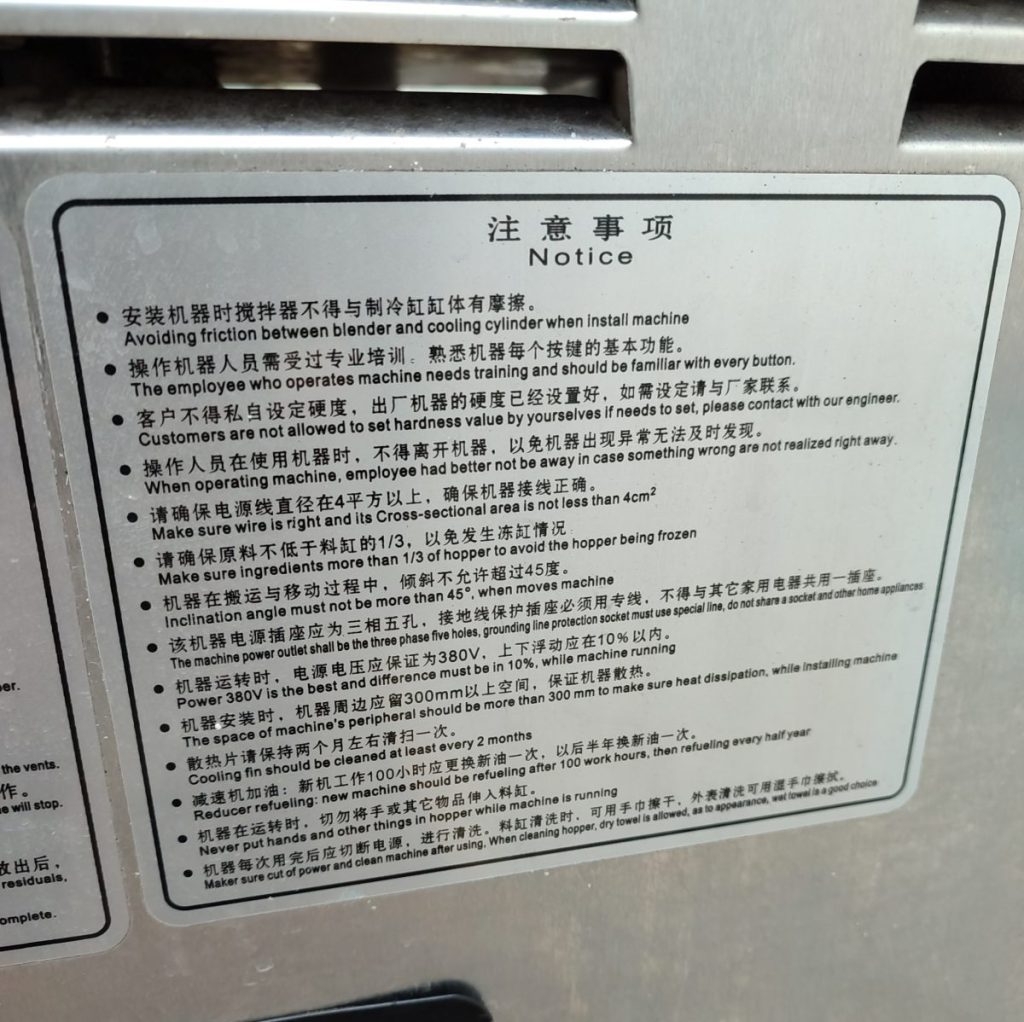 注意事项
Notice
● 安装机器时搅拌器不得与制冷缸缸体有摩擦。
Avoiding friction between blender and cooling cylinder when install machine
● 操作机器人员需受过专业培训。熟悉机器每个按键的基本功能。
The employee who operates machine needs training and should be familiar with every button.
● 客户不得私自设定硬度，出厂机器的硬度已经设置好，如需设定请与厂家联系。
Customers are not allowed to set hardness value by yourselves if needs to set, please contact with our engineer.
● 操作人员在使用机器时，不得离开机器，以免机器出现异常无法及时发现。
When operating machine, employee had better not be away in case something wrong are not realized right away.
● 请确保电源线直径在4平方以上，确保机器接线正确。
Make sure wire is right and its Cross-sectional area is not less than 4cm²
● 请确保原料不低于料缸的1/3，以免发生冻缸情况
Make sure ingredients more than 1/3 of hopper to avoid the hopper being frozen
● 机器在搬运与移动过程中，倾斜不允许超过45度。
Inclination angle must not be more than 45°, when moves machine
● 该机器电源插座应为三相五孔，接地线保护插座必须用专线，不得与其它家用电器共用一插座。
The machine power outlet shall be the three phase five holes, grounding line protection socket must use special line, do not share a socket and other home appliances
● 机器运转时，电源电压应保证为380V，上下浮动应在10%以内。
Power 380V is the best and difference must be in 10%, while machine running
● 机器安装时，机器周边应留300mm以上空间，保证机器散热。
The space of machine's peripheral should be more than 300 mm to make sure heat dissipation, while installing machine
● 散热片请保持两个月左右清扫一次。
Cooling fin should be cleaned at least every 2 months
● 减速机加油：新机工作100小时应更换新油一次，以后半年换新油一次。
Reducer refueling: new machine should be refueling after 100 work hours, then refueling every half year
● 机器在运转时，切勿将手或其它物品伸入料缸。
Never put hands and other things in hopper while machine is running
● 机器每次用完后应切断电源，进行清洗。料缸清洗时，可用手巾擦干，外表清洗可用湿手巾擦拭。
Maker sure cut of power and clean machine after using, When cleaning hopper, dry towel is allowed, as to appearance, wet towel is a good choice
the vents.
作。
e will stop.
放出后，
residuals,
omplete.